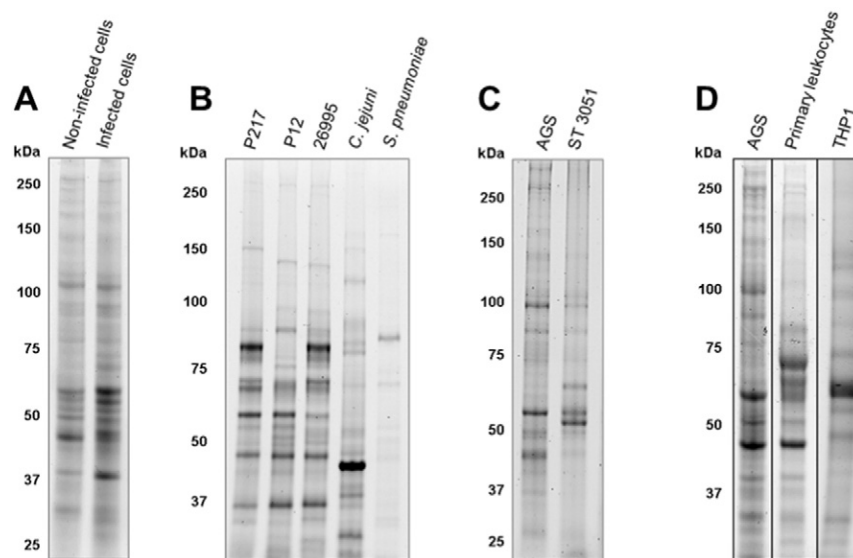 A
Non-infected cells
Infected cells
kDa
250
150
100
75
50
37
25
B
P217
P12
26995
C. jejuni
S. pneumoniae
kDa
250
150
100
75
50
37
C
AGS
ST 3051
kDa
250
150
100
75
50
37
25
D
AGS
Primary leukocytes
THP1
kDa
250
150
100
75
50
37